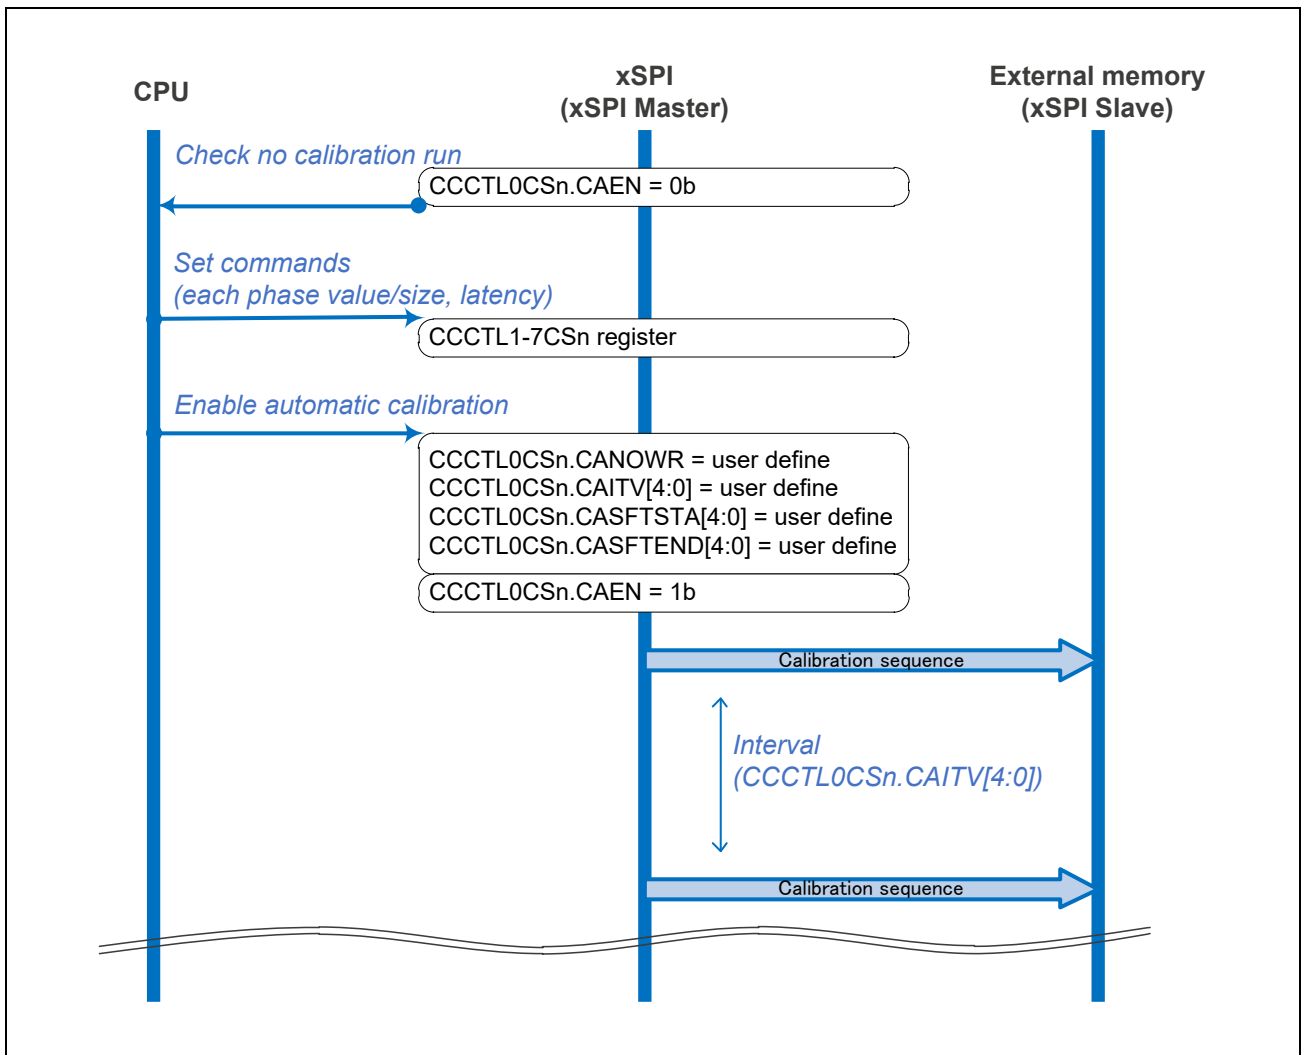 CPU
xSPI
(xSPI Master)
External memory
(xSPI Slave)
Check no calibration run
CCCTL0CSn.CAEN = 0b
Set commands
(each phase value/size, latency)
CCCTL1-7CSn register
Enable automatic calibration
CCCTL0CSn.CANOWR = user define
CCCTL0CSn.CAITV[4:0] = user define
CCCTL0CSn.CASFTSTA[4:0] = user define
CCCTL0CSn.CASFTEND[4:0] = user define
CCCTL0CSn.CAEN = 1b
Calibration sequence
Interval
(CCCTL0CSn.CAITV[4:0])
Calibration sequence